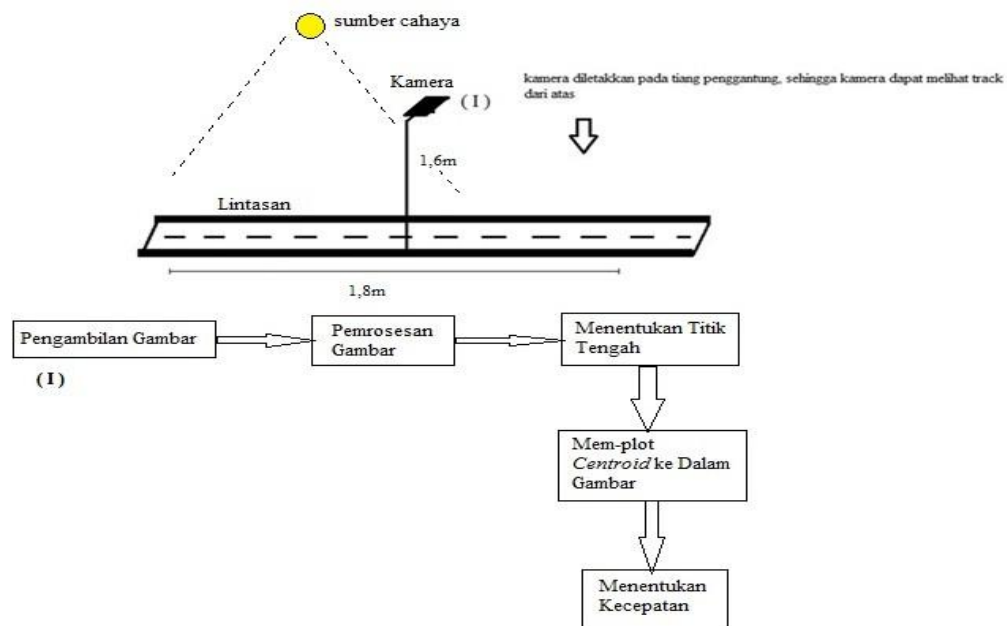 sumber cahaya
Kamera
( I )
kamera diletakkan pada tiang penggantung, sehingga kamera dapat melihat track
dari atas
1,6m
Lintasan
1,8m
Pengambilan Gambar
( I )
Pemrosesan
Gambar
Menentukan Titik
Tengah
Mem-plot
Centroid ke Dalam
Gambar
Menentukan
Kecepatan